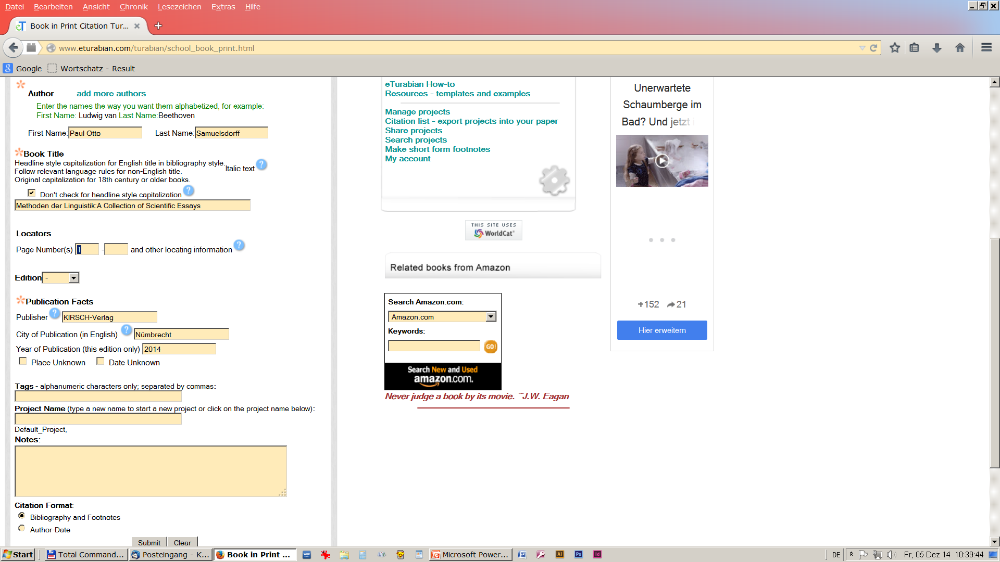 Datei Bearbeiten Ansicht Chronik Lesezeichen Extras Hilfe
eT Book in Print Citation Tur...
www.eturabian.com/turabian/school_book_print.html
Google Wortschatz - Result
Author add more authors
Enter the names the way you want them alphabetized, for example:
First Name: Ludwig van Last Name:Beethoven
First Name: Paul Otto Last Name: Samuelsdorff
Book Title
Headline style capitalization for English title in bibliography style.
Follow relevant language rules for non-English title.
Original capitalization for 18th century or older books.
Italic text ?
Don't check for headline style capitalization ?
Methoden der Linguistik:A Collection of Scientific Essays
Locators
Page Number(s) 1 - and other locating information ?
Edition -
Publication Facts
Publisher ? KIRSCH-Verlag
City of Publication (in English) ? Nümbrecht
Year of Publication (this edition only) 2014
Place Unknown Date Unknown
Tags - alphanumeric characters only; separated by commas:
Project Name (type a new name to start a new project or click on the project name below):
Default_Project,
Notes:
Citation Format:
Bibliography and Footnotes
Author-Date
Submit Clear
eTurabian How-to
Resources - templates and examples
Manage projects
Citation list - export projects into your paper
Share projects
Search projects
Make short form footnotes
My account
THIS SITE USES
WorldCat
Related books from Amazon
Search Amazon.com:
Amazon.com
Keywords:
GO!
Search New and Used
amazon.com.
Never judge a book by its movie. ~J.W. Eagan
Unerwartete
Schaumberge im
Bad? Und jetzt i
+152 21
Hier erweitern
Start Total Command... Posteingang - K... Book in Print ... Microsoft Power... Ai Ps Id DE Fr, 05 Dez 14 10:39:44